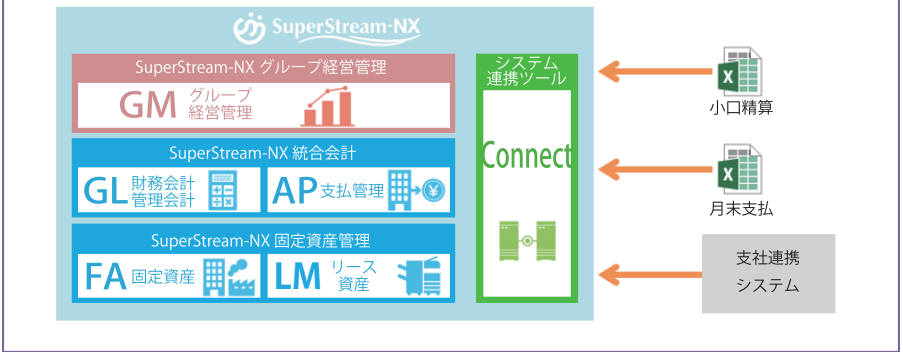 SuperStream-NX
SuperStream-NX グループ経営管理
GM グループ
経営管理
SuperStream-NX 統合会計
GL 財務会計
管理会計
AP 支払管理
¥
SuperStream-NX 固定資産管理
FA 固定資産
LM リース
資産
システム
連携ツール
Connect
X
小口精算
X
月末支払
支社連携
システム